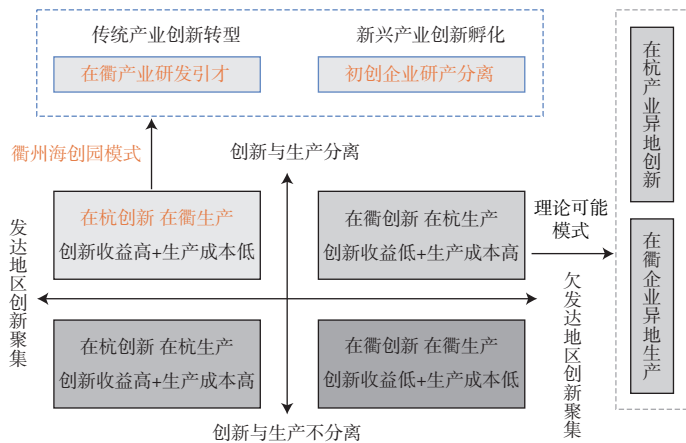 传统产业创新转型
新兴产业创新孵化
在衢产业研发引才
初创企业研产分离
衢州海创园模式
创新与生产分离
在杭创新 在衢生产
创新收益高+生产成本低
在衢创新 在杭生产
创新收益低+生产成本高
理论可能
模式
在杭产业异地创新
在衢企业异地生产
发达地区创新聚集
欠发达地区创新聚集
在杭创新 在杭生产
创新收益高+生产成本高
在衢创新 在衢生产
创新收益低+生产成本低
创新与生产不分离